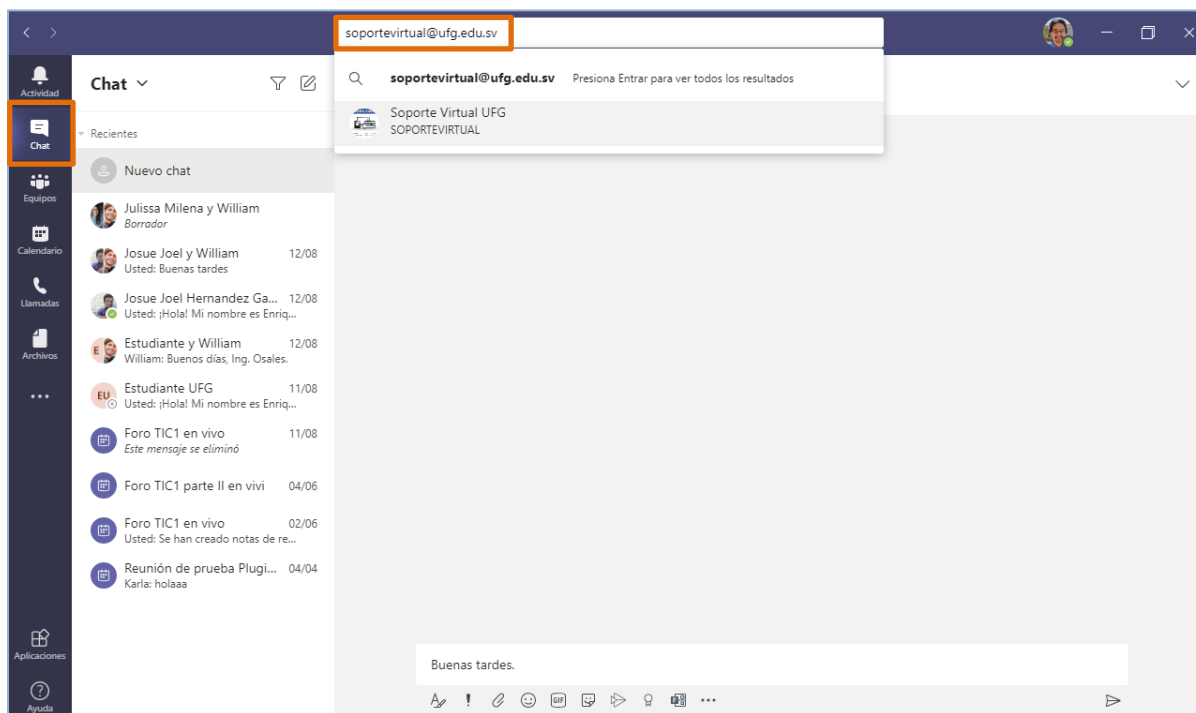 soportevirtual@ufg.edu.sv
soportevirtual@ufg.edu.sv Presiona Entrar para ver todos los resultados
Soporte Virtual UFG
SOPORTEVIRTUAL
Actividad
Chat
Equipos
Calendario
Llamadas
Archivos
Aplicaciones
Ayuda
Chat
Recientes
Nuevo chat
Julissa Milena y William
Borrador
Josue Joel y William 12/08
Usted: Buenas tardes
Josue Joel Hernandez Ga... 12/08
Usted: ¡Hola! Mi nombre es Enriq...
E
Estudiante y William 12/08
William: Buenos días, Ing. Osales.
EU
Estudiante UFG 11/08
Usted: ¡Hola! Mi nombre es Enriq...
Foro TIC1 en vivo 11/08
Este mensaje se eliminó
Foro TIC1 parte II en vivi 04/06
Foro TIC1 en vivo 02/06
Usted: Se han creado notas de re...
Reunión de prueba Plugi... 04/04
Karla: holaaa
Buenas tardes.
GIF